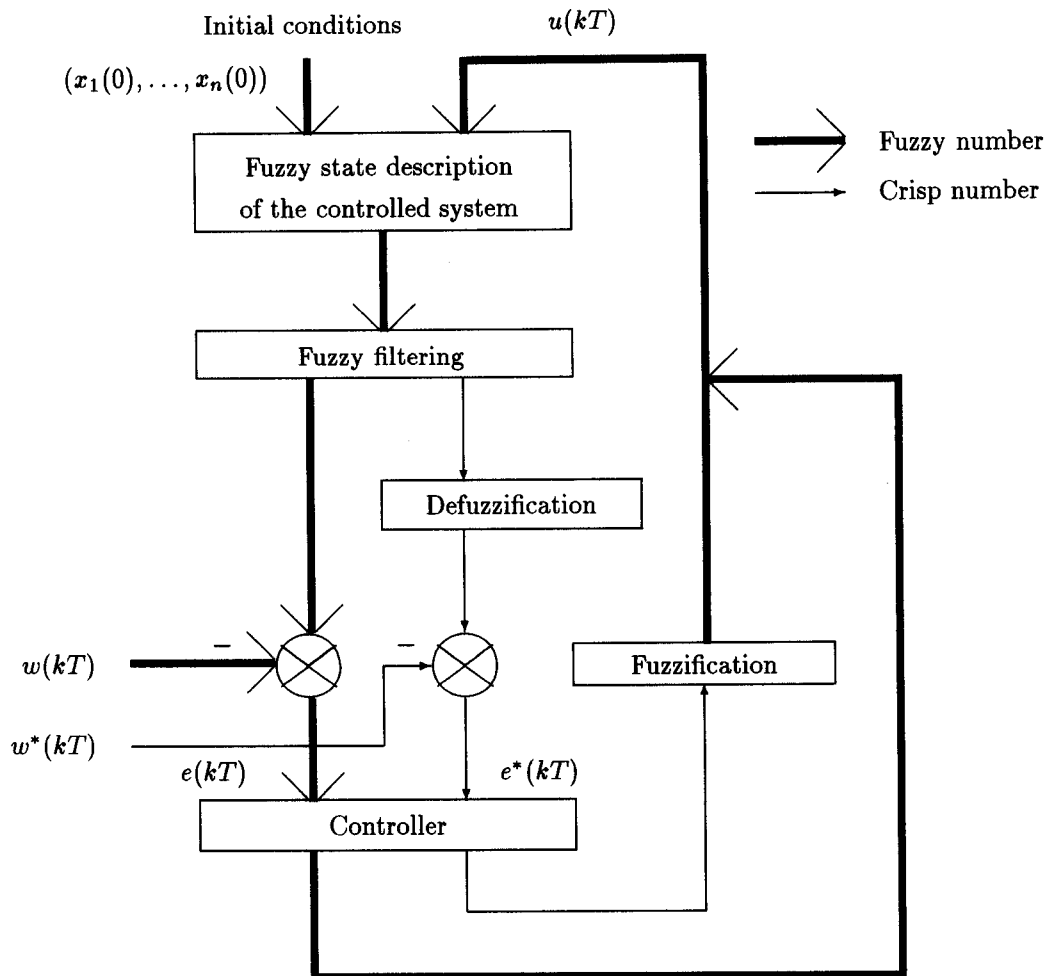 Initial conditions
u(kT)
(x₁(0), . . . , xₙ(0))
Fuzzy state description
of the controlled system
Fuzzy number
Crisp number
Fuzzy filtering
Defuzzification
−
−
w(kT)
Fuzzification
w*(kT)
e(kT)
e*(kT)
Controller